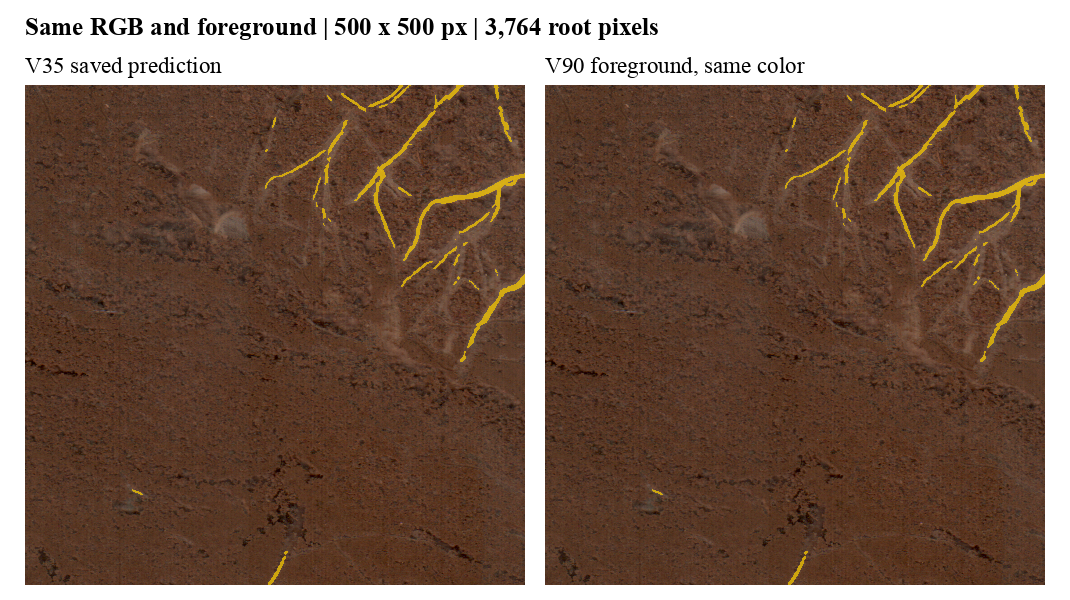 Same RGB and foreground | 500 x 500 px | 3,764 root pixels
V35 saved prediction
V90 foreground, same color